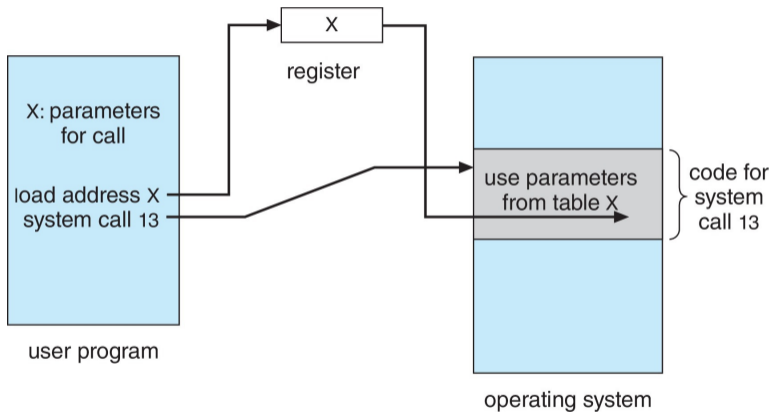 X
register
X: parameters
for call
load address X
system call 13
user program
use parameters
from table X
code for
system
call 13
operating system